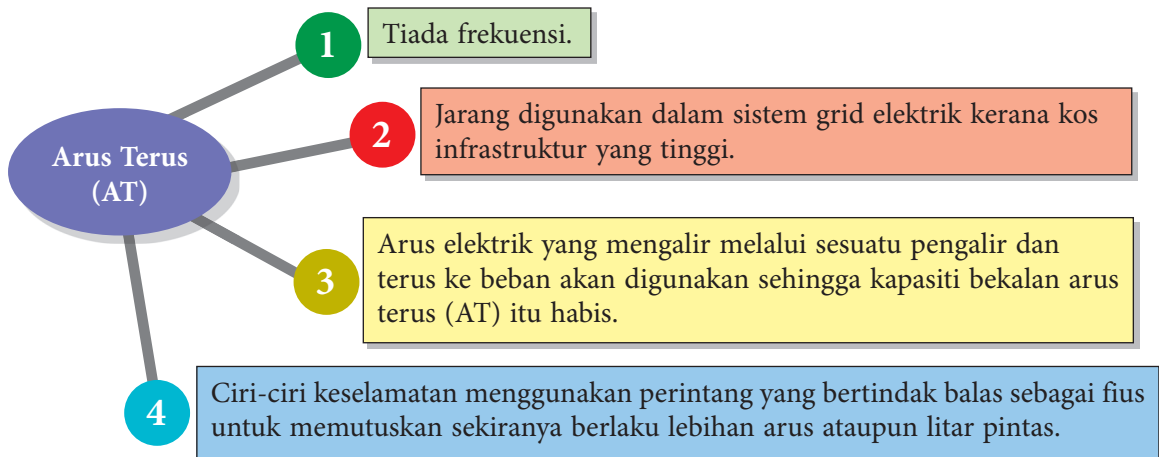 Arus Terus
(AT)
1
Tiada frekuensi.
2
Jarang digunakan dalam sistem grid elektrik kerana kos
infrastruktur yang tinggi.
3
Arus elektrik yang mengalir melalui sesuatu pengalir dan
terus ke beban akan digunakan sehingga kapasiti bekalan arus
terus (AT) itu habis.
4
Ciri-ciri keselamatan menggunakan perintang yang bertindak balas sebagai fius
untuk memutuskan sekiranya berlaku lebihan arus ataupun litar pintas.